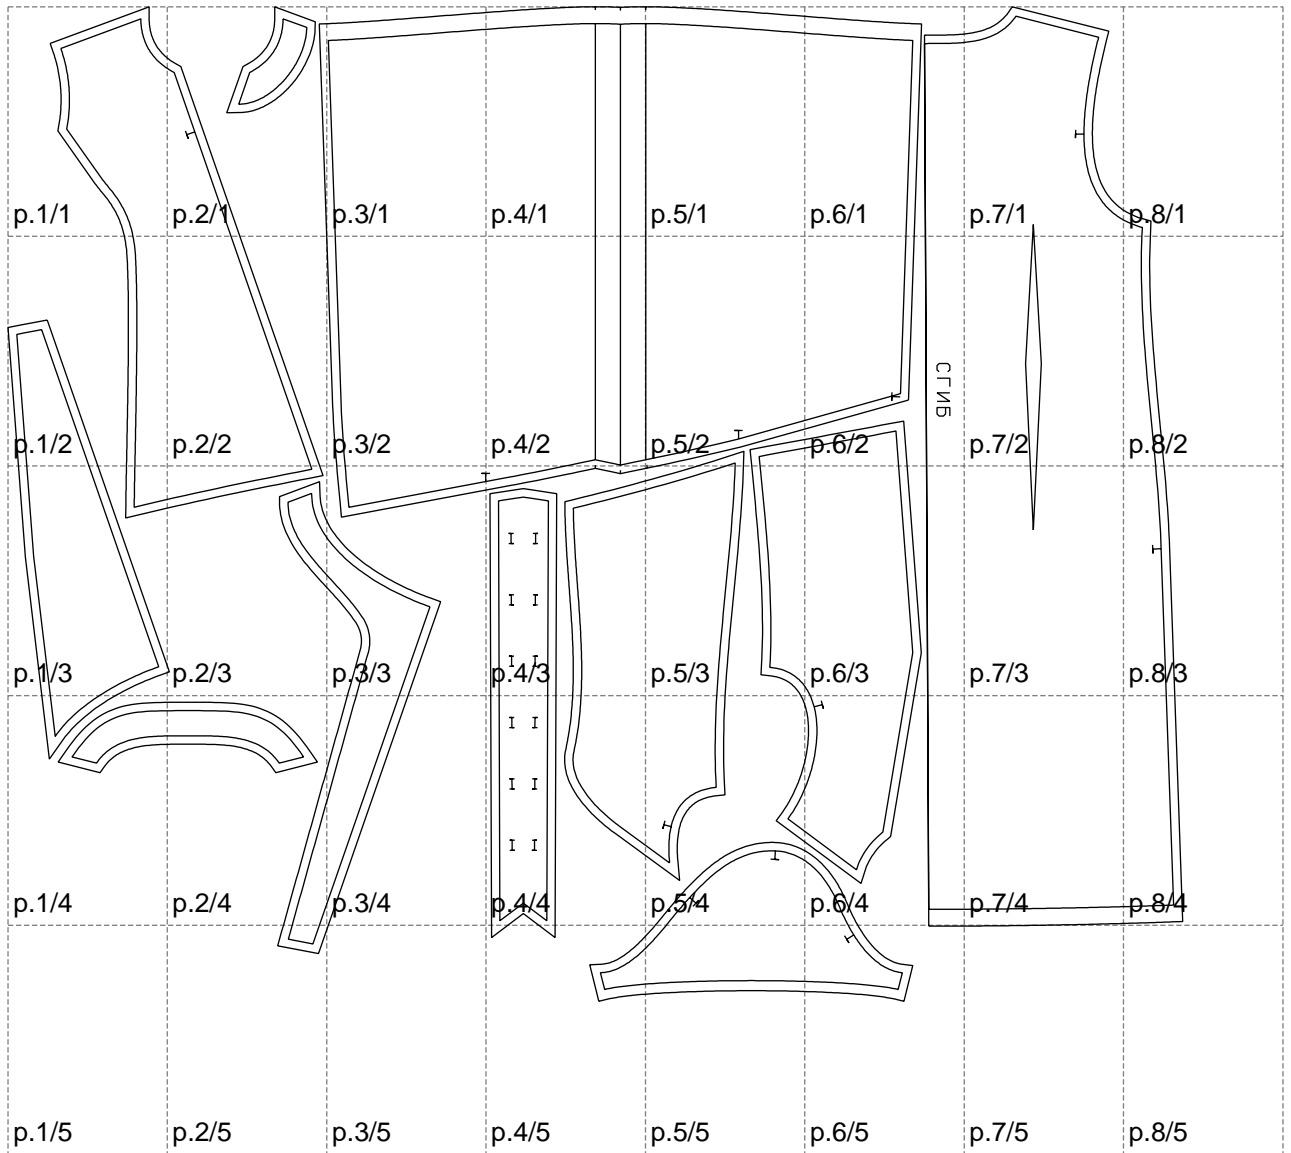 p.1/1 p.2/1 p.3/1 p.4/1 p.5/1 p.6/1 p.7/1 p.8/1
СГИБ
p.1/2 p.2/2 p.3/2 p.4/2 p.5/2 p.6/2 p.7/2 p.8/2
p.1/3 p.2/3 p.3/3 p.4/3 p.5/3 p.6/3 p.7/3 p.8/3
p.1/4 p.2/4 p.3/4 p.4/4 p.5/4 p.6/4 p.7/4 p.8/4
p.1/5 p.2/5 p.3/5 p.4/5 p.5/5 p.6/5 p.7/5 p.8/5